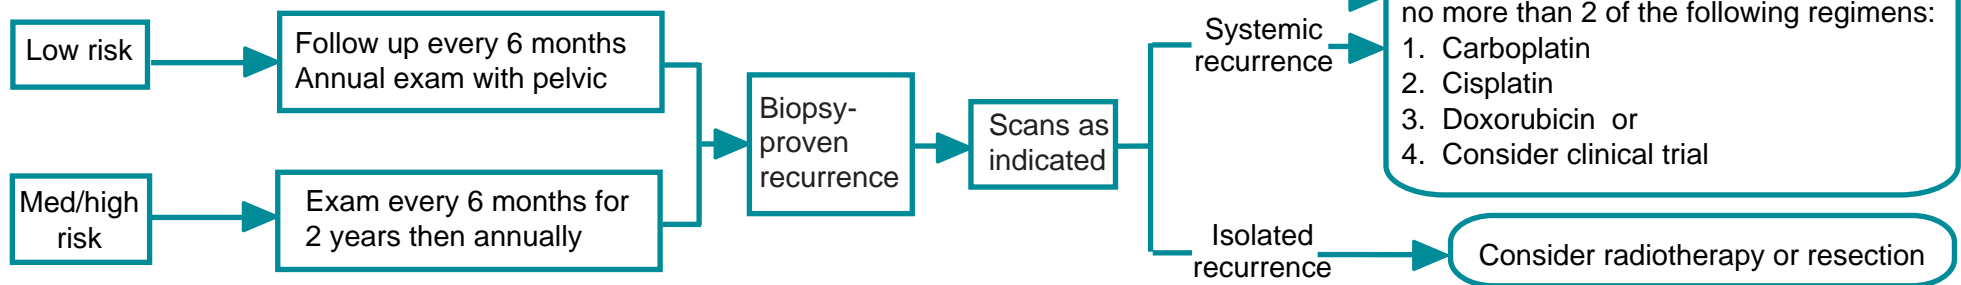 Low risk
Follow up every 6 months
Annual exam with pelvic
Med/high
risk
Exam every 6 months for
2 years then annually
Biopsy-
proven
recurrence
Scans as
indicated
Systemic
recurrence
no more than 2 of the following regimens:
1. Carboplatin
2. Cisplatin
3. Doxorubicin or
4. Consider clinical trial
Isolated
recurrence
Consider radiotherapy or resection